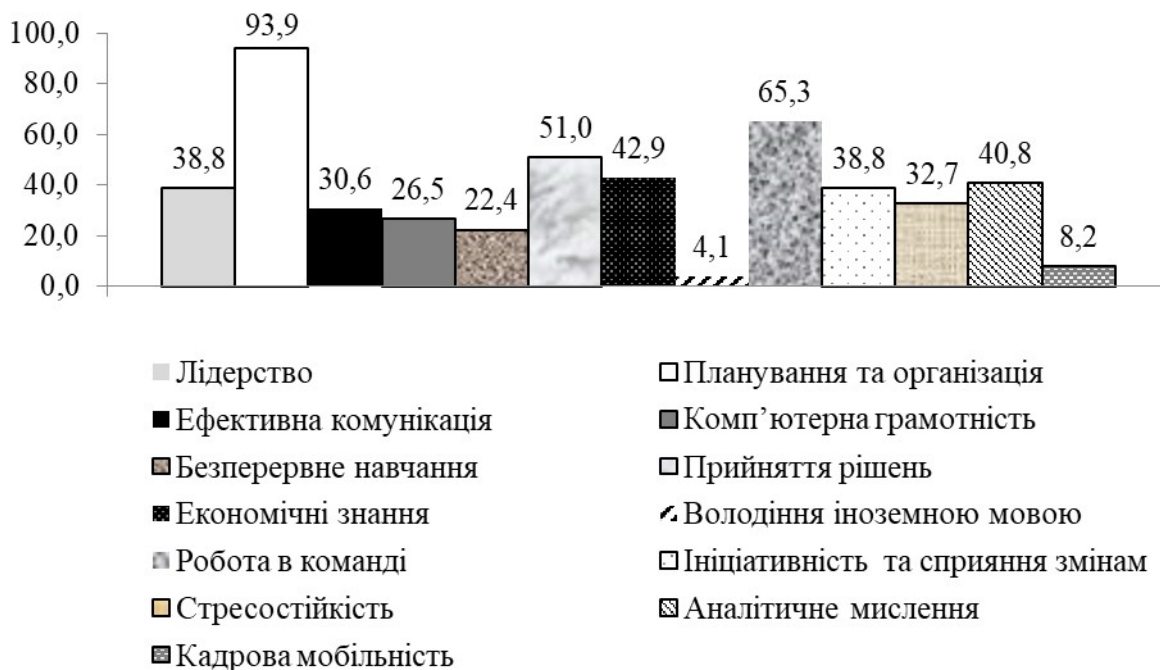 100,0
80,0
60,0
40,0
20,0
0,0
38,8
93,9
30,6
26,5
22,4
51,0
42,9
4,1
65,3
38,8
32,7
40,8
8,2
Лідерство
Планування та організація
Ефективна комунікація
Комп’ютерна грамотність
Безперервне навчання
Прийняття рішень
Економічні знання
Володіння іноземною мовою
Робота в команді
Ініціативність та сприяння змінам
Стресостійкість
Аналітичне мислення
Кадрова мобільність